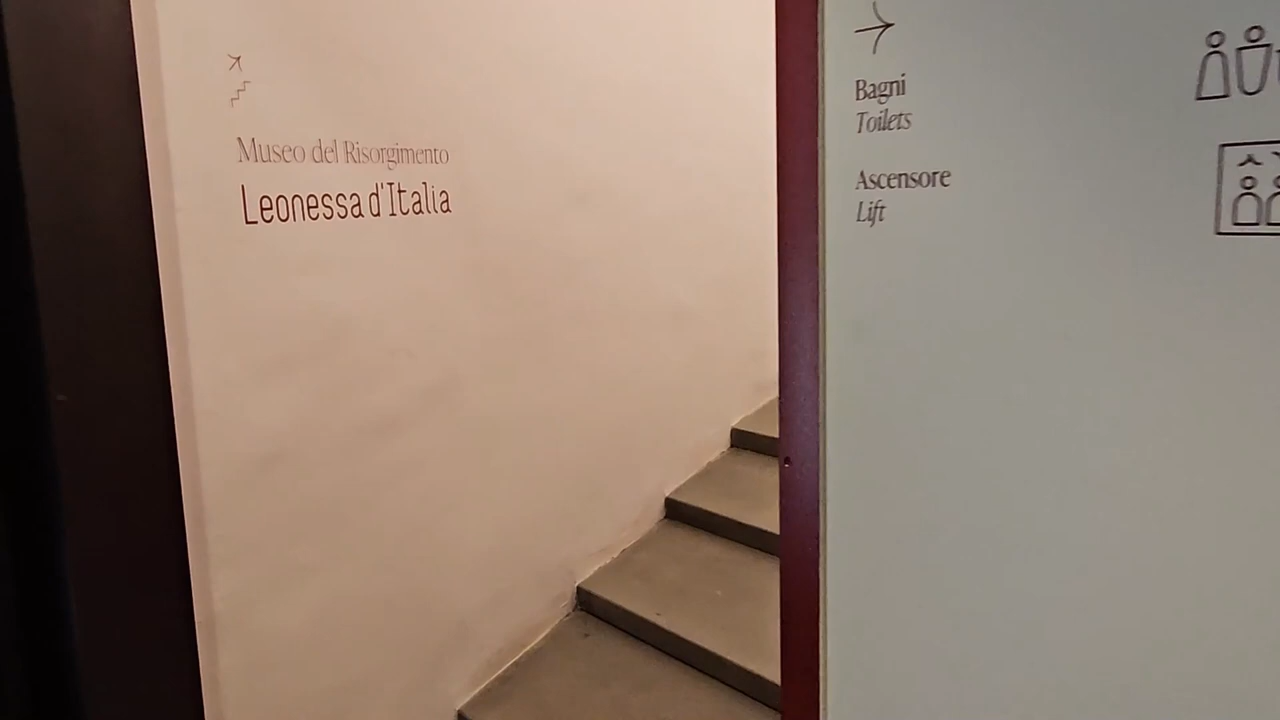 Museo del Risorgimento
Leonessa d'Italia
Bagni
Toilets
Ascensore
Lift